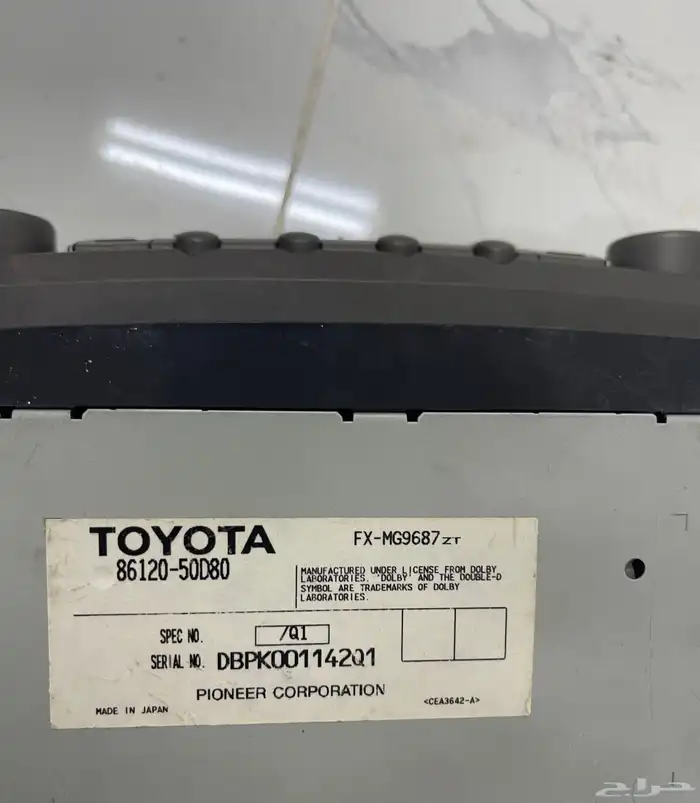 TOYOTA
FX-MG9687ZT
86120-50D80
MANUFACTURED UNDER LICENSE FROM DOLBY
LABORATORIES. "DOLBY" AND THE DOUBLE-D
SYMBOL ARE TRADEMARKS OF DOLBY
LABORATORIES.
SPEC NO. /Q1
SERIAL NO. DBPK001142Q1
PIONEER CORPORATION
MADE IN JAPAN
<CEA3642-A>
حراج